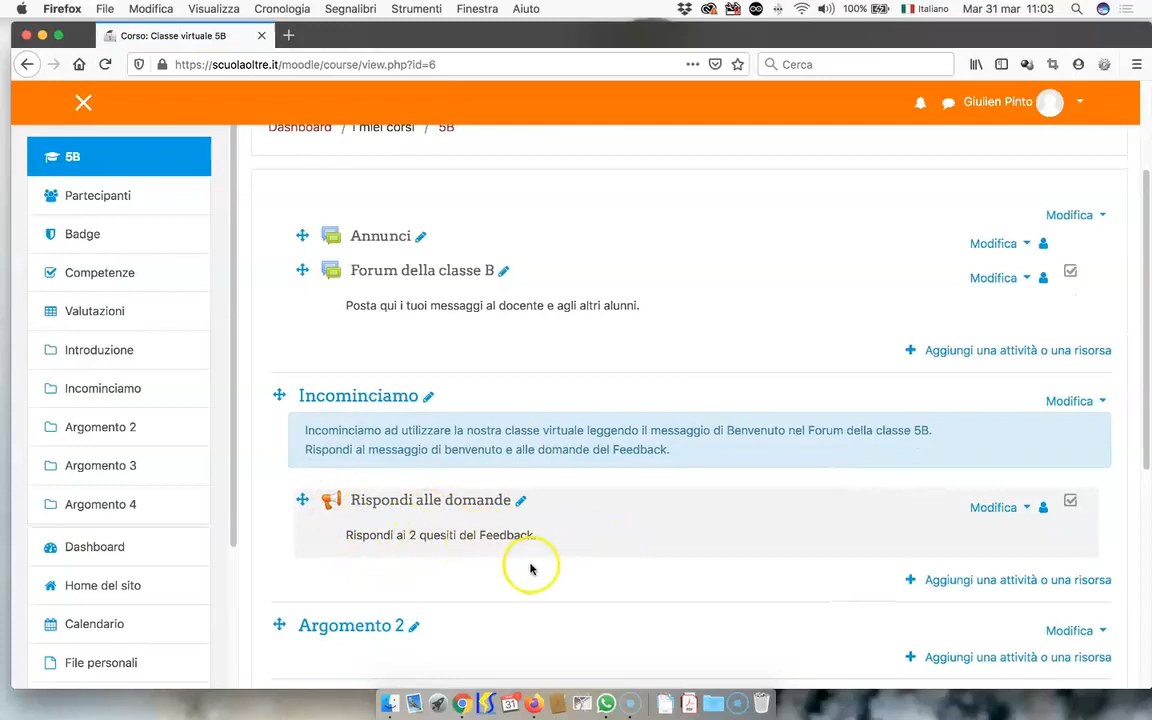 Firefox File Modifica Visualizza Cronologia Segnalibri Strumenti Finestra Aiuto 100% Italiano Mar 31 mar 11:03
Corso: Classe virtuale 5B
https://scuolaoltre.it/moodle/course/view.php?id=6 Cerca
Giulien Pinto
Dashboard / I miei corsi / 5B
5B
Partecipanti
Badge
Competenze
Valutazioni
Introduzione
Incominciamo
Argomento 2
Argomento 3
Argomento 4
Dashboard
Home del sito
Calendario
File personali
Modifica
Annunci Modifica
Forum della classe B Modifica
Posta qui i tuoi messaggi al docente e agli altri alunni.
Aggiungi una attività o una risorsa
Incominciamo Modifica
Incominciamo ad utilizzare la nostra classe virtuale leggendo il messaggio di Benvenuto nel Forum della classe 5B.
Rispondi al messaggio di benvenuto e alle domande del Feedback.
Rispondi alle domande Modifica
Rispondi ai 2 quesiti del Feedback.
Aggiungi una attività o una risorsa
Argomento 2 Modifica
Aggiungi una attività o una risorsa
31